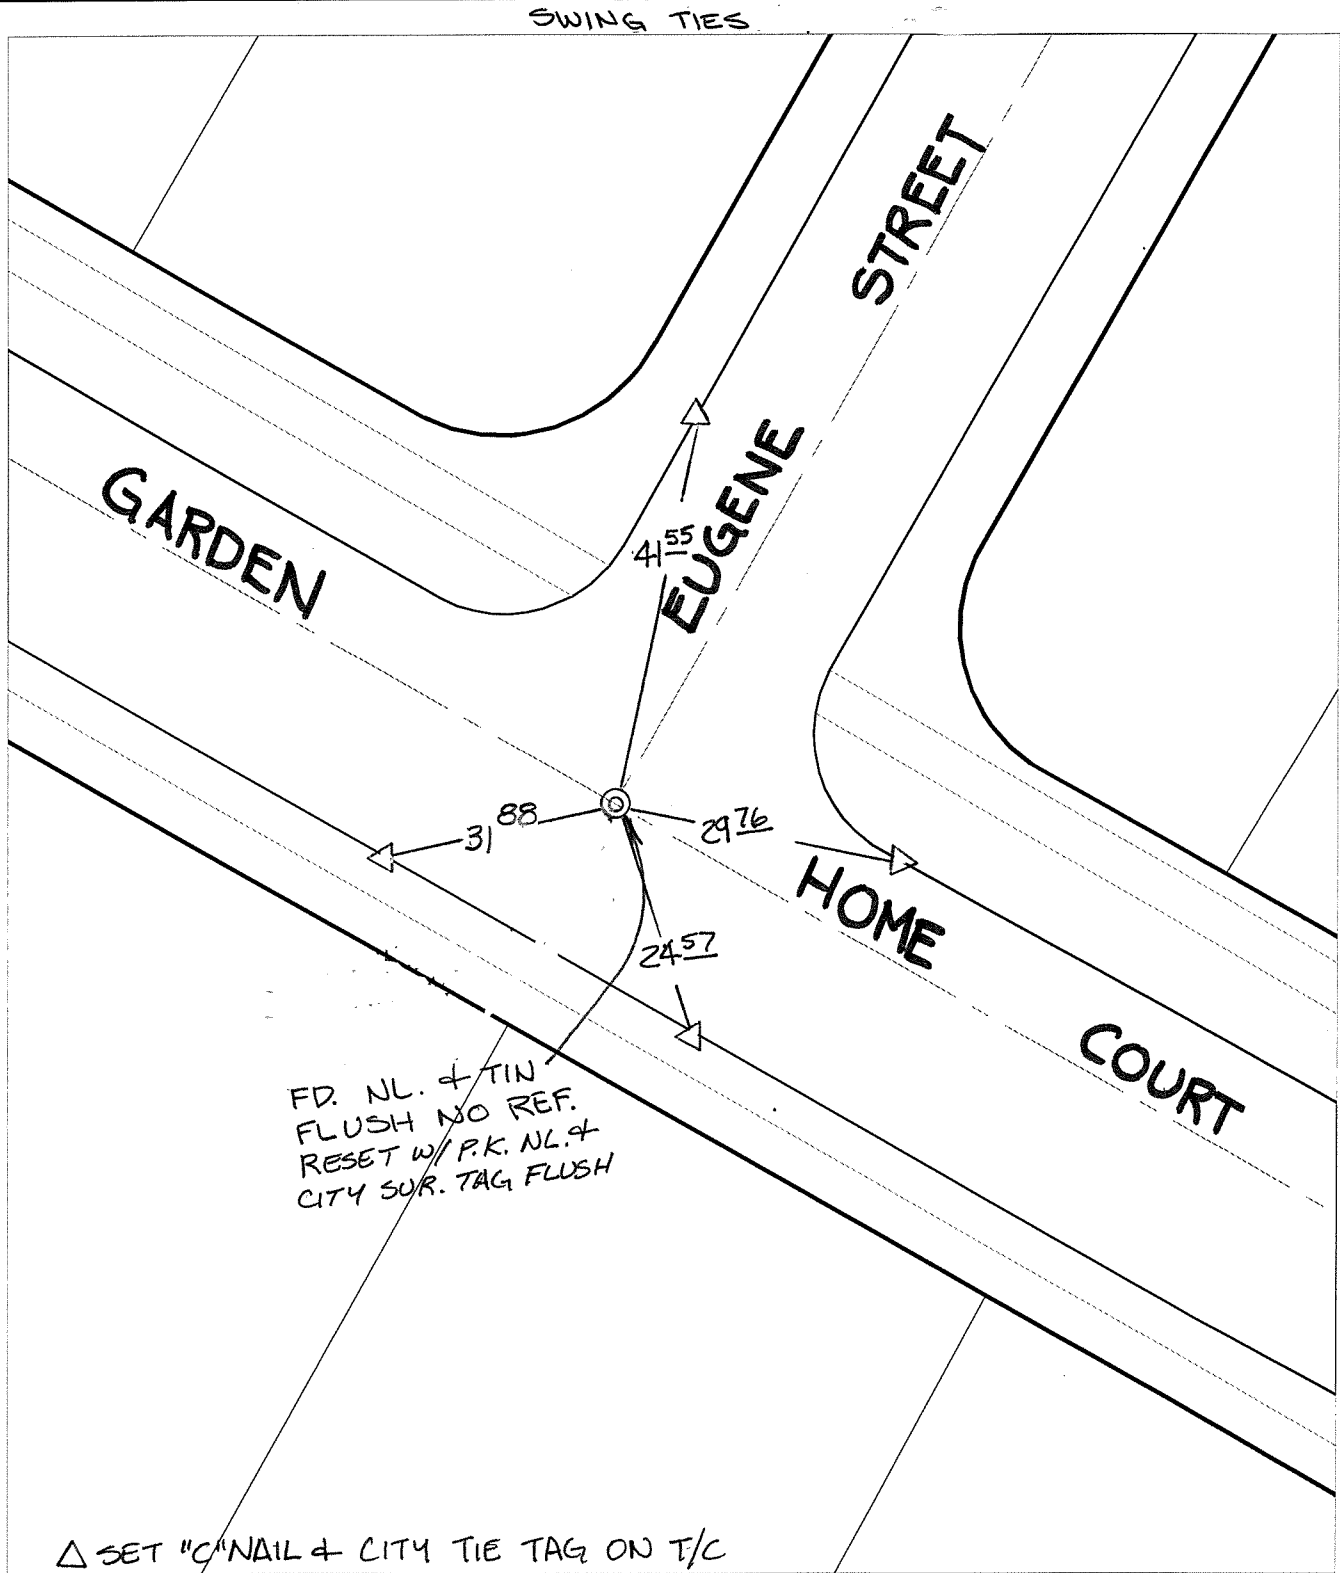 SWING TIES
STREET
EUGENE
GARDEN
41 55
31 88
29 76
HOME
24 57
COURT
FD. NL. & TIN
FLUSH NO REF.
RESET W/ P.K. NL. &
CITY SUR. TAG FLUSH
△ SET "C" NAIL & CITY TIE TAG ON T/C